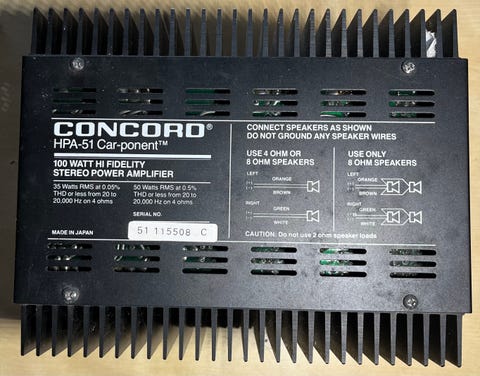 CONCORD®
HPA-51 Car-ponent™
100 WATT HI FIDELITY
STEREO POWER AMPLIFIER
35 Watts RMS at 0.05%
THD or less from 20 to
20,000 Hz on 4 ohms
50 Watts RMS at 0.5%
THD or less from 20 to
20,000 Hz on 4 ohms
SERIAL NO.
MADE IN JAPAN
51 115508 C
CONNECT SPEAKERS AS SHOWN
DO NOT GROUND ANY SPEAKER WIRES
USE 4 OHM OR
8 OHM SPEAKERS
LEFT
ORANGE
BROWN
RIGHT
GREEN
WHITE
USE ONLY
8 OHM SPEAKERS
LEFT
ORANGE
BROWN
RIGHT
GREEN
WHITE
CAUTION: Do not use 2 ohm speaker loads